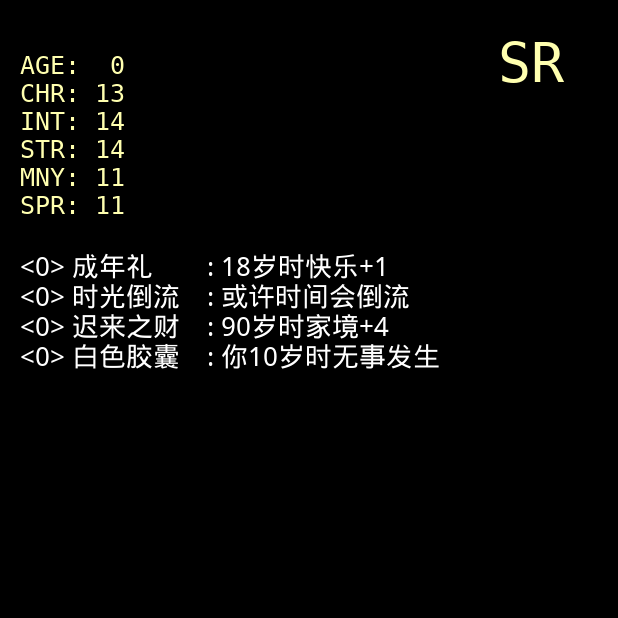 SR
AGE: 0
CHR: 13
INT: 14
STR: 14
MNY: 11
SPR: 11
<0> 成年礼 : 18岁时快乐+1
<0> 时光倒流 : 或许时间会倒流
<0> 迟来之财 : 90岁时家境+4
<0> 白色胶囊 : 你10岁时无事发生